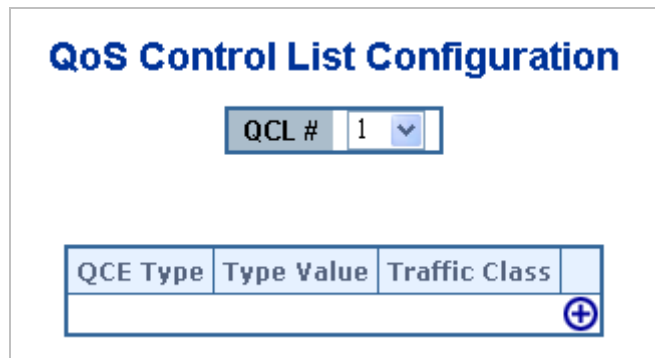 QoS Control List Configuration
QCL # 1
QCE Type Type Value Traffic Class